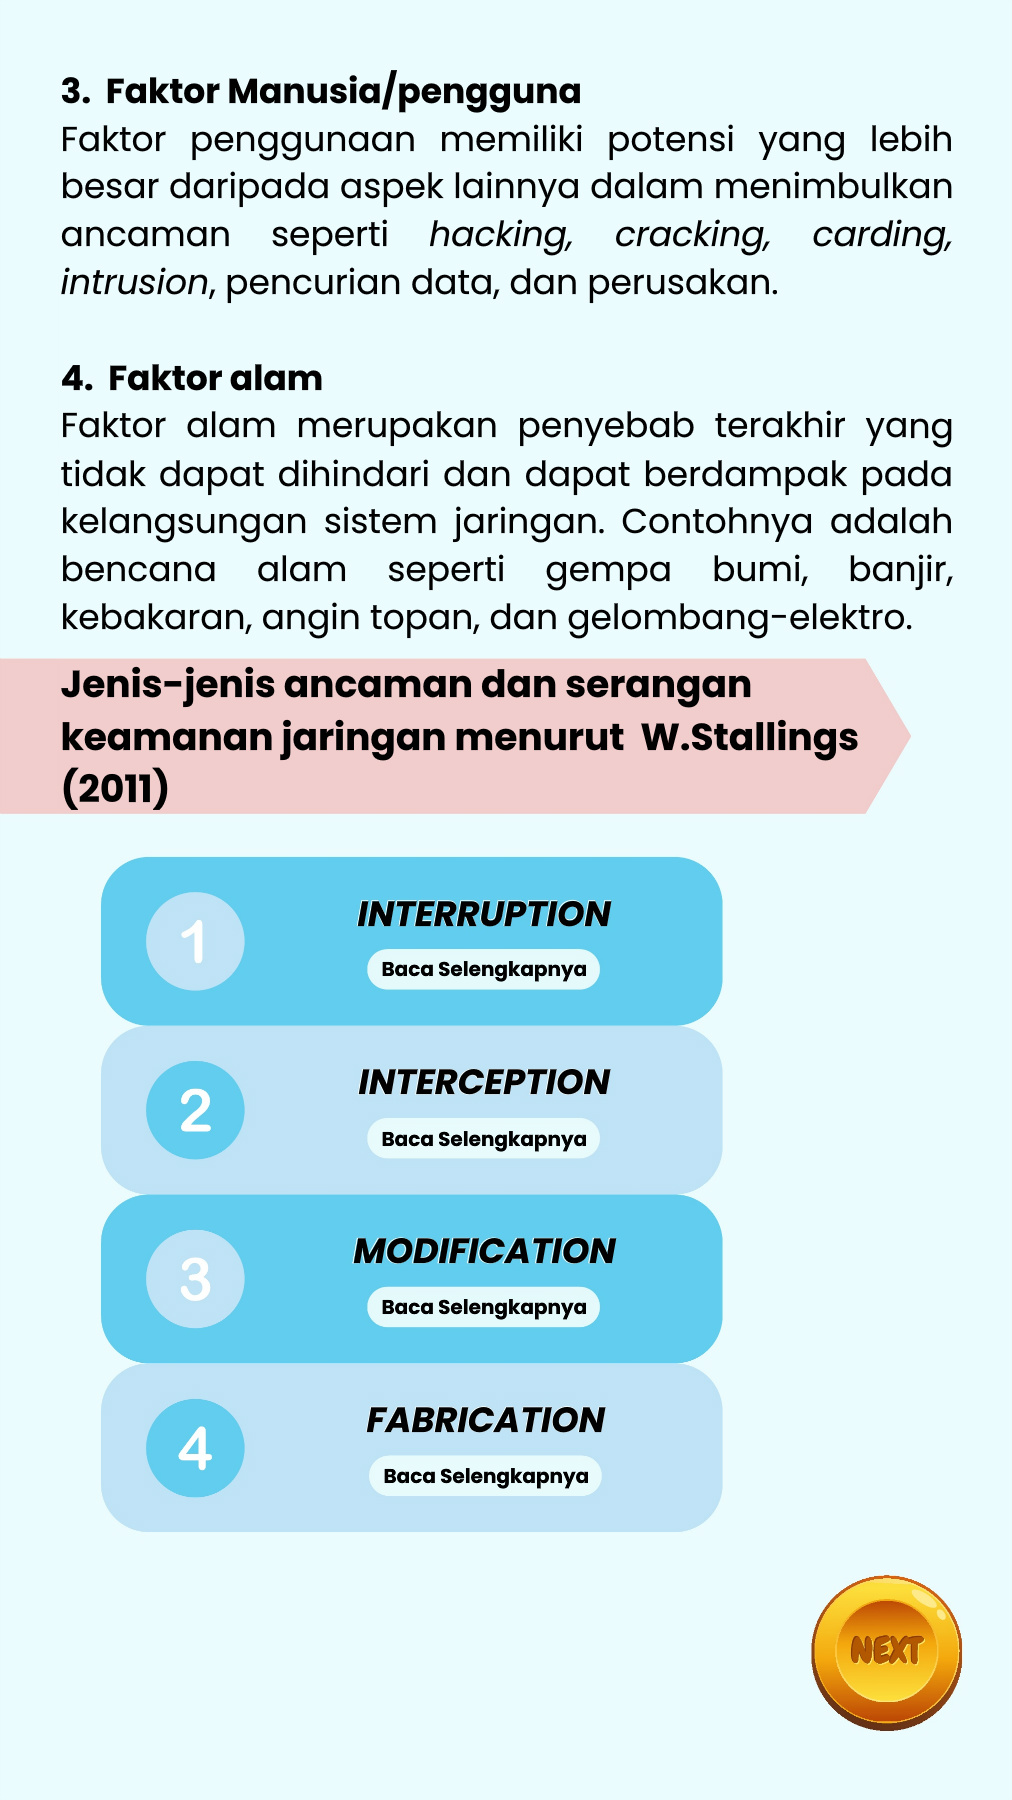 3. Faktor Manusia/pengguna
Faktor penggunaan memiliki potensi yang lebih
besar daripada aspek lainnya dalam menimbulkan
ancaman seperti hacking, cracking, carding,
intrusion, pencurian data, dan perusakan.
4. Faktor alam
Faktor alam merupakan penyebab terakhir yang
tidak dapat dihindari dan dapat berdampak pada
kelangsungan sistem jaringan. Contohnya adalah
bencana alam seperti gempa bumi, banjir,
kebakaran, angin topan, dan gelombang-elektro.
Jenis-jenis ancaman dan serangan
keamanan jaringan menurut W.Stallings
(2011)
1
INTERRUPTION
Baca Selengkapnya
2
INTERCEPTION
Baca Selengkapnya
3
MODIFICATION
Baca Selengkapnya
4
FABRICATION
Baca Selengkapnya
NEXT